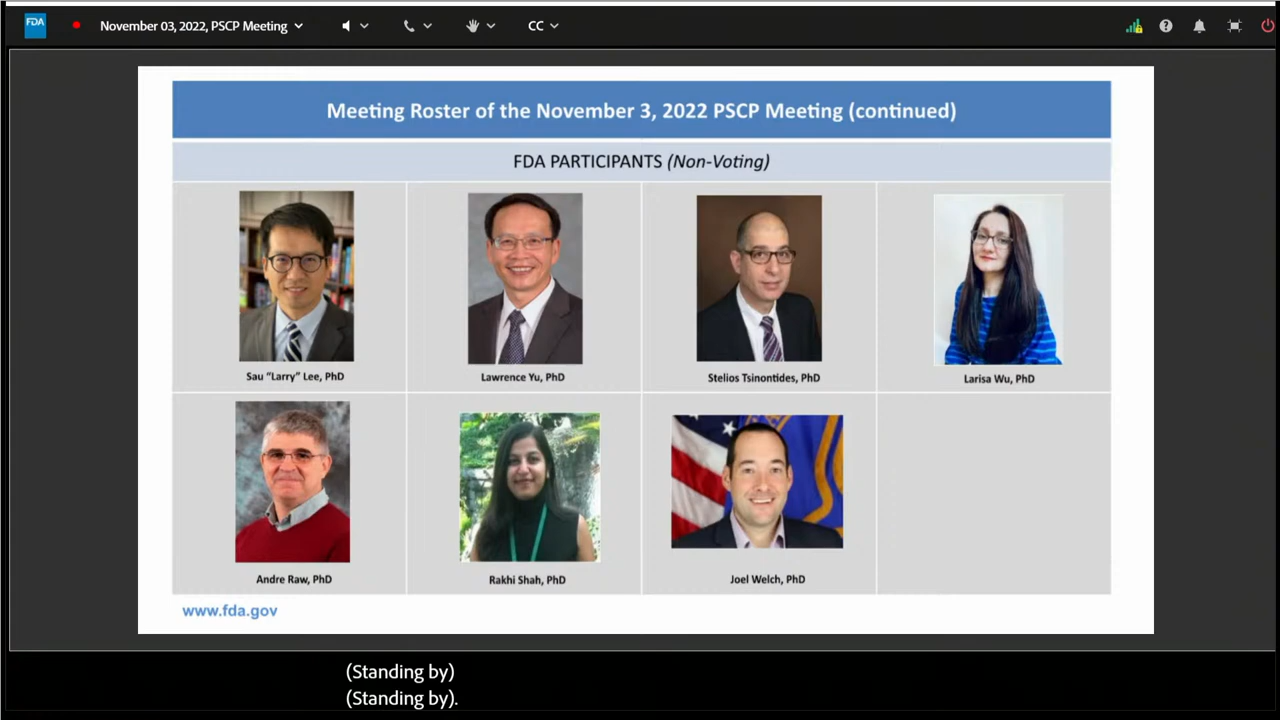 FDA
November 03, 2022, PSCP Meeting
CC
Meeting Roster of the November 3, 2022 PSCP Meeting (continued)
FDA PARTICIPANTS (Non-Voting)
Sau “Larry” Lee, PhD
Lawrence Yu, PhD
Stelios Tsinontides, PhD
Larisa Wu, PhD
Andre Raw, PhD
Rakhi Shah, PhD
Joel Welch, PhD
www.fda.gov
(Standing by)
(Standing by).